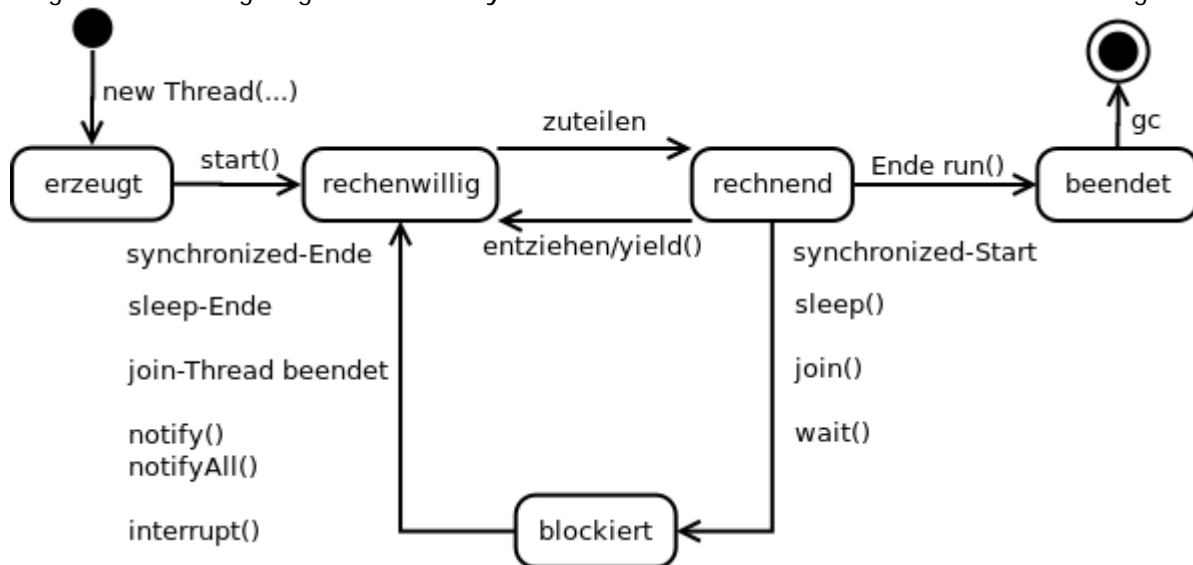 new Thread(...)
erzeugt
start()
rechenwillig
zuteilen
entziehen/yield()
rechnend
Ende run()
beendet
gc
synchronized-Ende
sleep-Ende
join-Thread beendet
notify()
notifyAll()
interrupt()
synchronized-Start
sleep()
join()
wait()
blockiert